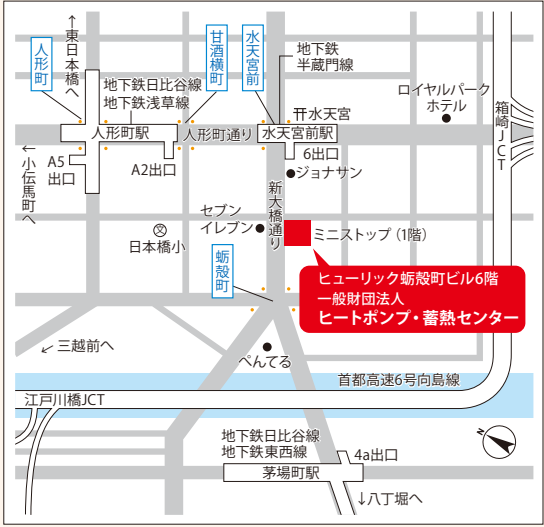 ↑東日本橋へ
人形町
甘酒横町
水天宮前
地下鉄
半蔵門線
地下鉄日比谷線
地下鉄浅草線
水天宮
ロイヤルパーク
ホテル
箱崎JCT
人形町駅
人形町通り
水天宮前駅
←小伝馬町へ
A5
出口
A2出口
6出口
ジョナサン
新大橋通り
セブン
イレブン
文
日本橋小
ミニストップ（1階）
蛎殻町
ヒューリック蛎殻町ビル6階
一般財団法人
ヒートポンプ・蓄熱センター
↙三越前へ
ぺんてる
首都高速6号向島線
江戸川橋JCT
N
地下鉄日比谷線
地下鉄東西線
4a出口
茅場町駅
↓八丁堀へ